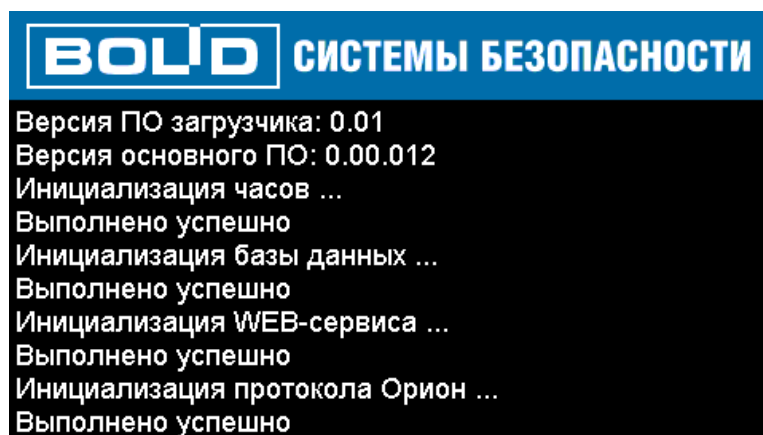 BOLID СИСТЕМЫ БЕЗОПАСНОСТИ
Версия ПО загрузчика: 0.01
Версия основного ПО: 0.00.012
Инициализация часов ...
Выполнено успешно
Инициализация базы данных ...
Выполнено успешно
Инициализация WEB-сервиса ...
Выполнено успешно
Инициализация протокола Орион ...
Выполнено успешно